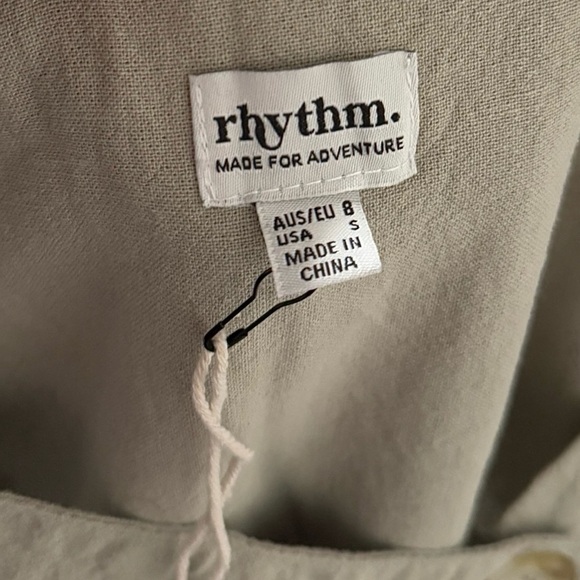 rhythm.
MADE FOR ADVENTURE
AUS/EU 8
USA S
MADE IN
CHINA